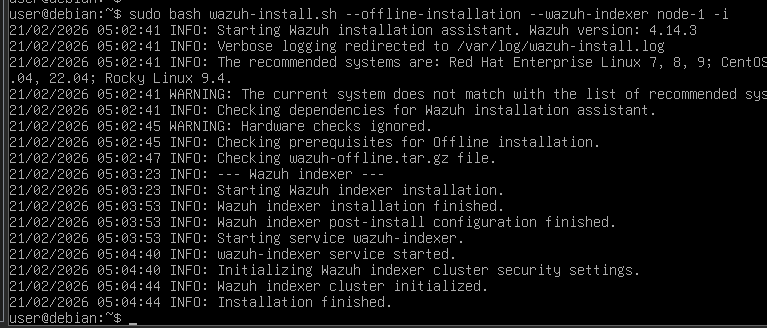 user@debian:~$ sudo bash wazuh-install.sh --offline-installation --wazuh-indexer node-1 -i
21/02/2026 05:02:41 INFO: Starting Wazuh installation assistant. Wazuh version: 4.14.3
21/02/2026 05:02:41 INFO: Verbose logging redirected to /var/log/wazuh-install.log
21/02/2026 05:02:41 INFO: The recommended systems are: Red Hat Enterprise Linux 7, 8, 9; CentOS
.04, 22.04; Rocky Linux 9.4.
21/02/2026 05:02:41 WARNING: The current system does not match with the list of recommended sys
21/02/2026 05:02:41 INFO: Checking dependencies for Wazuh installation assistant.
21/02/2026 05:02:45 WARNING: Hardware checks ignored.
21/02/2026 05:02:45 INFO: Checking prerequisites for Offline installation.
21/02/2026 05:02:47 INFO: Checking wazuh-offline.tar.gz file.
21/02/2026 05:03:23 INFO: --- Wazuh indexer ---
21/02/2026 05:03:23 INFO: Starting Wazuh indexer installation.
21/02/2026 05:03:53 INFO: Wazuh indexer installation finished.
21/02/2026 05:03:53 INFO: Wazuh indexer post-install configuration finished.
21/02/2026 05:03:53 INFO: Starting service wazuh-indexer.
21/02/2026 05:04:40 INFO: wazuh-indexer service started.
21/02/2026 05:04:40 INFO: Initializing Wazuh indexer cluster security settings.
21/02/2026 05:04:44 INFO: Wazuh indexer cluster initialized.
21/02/2026 05:04:44 INFO: Installation finished.
user@debian:~$ _